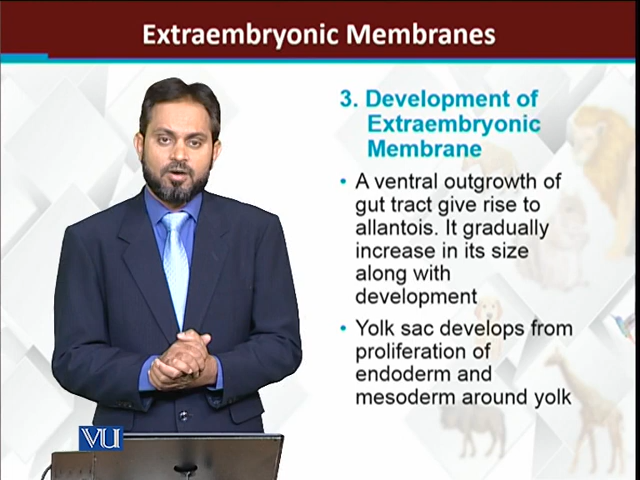 Extraembryonic Membranes
3. Development of
Extraembryonic
Membrane
• A ventral outgrowth of
gut tract give rise to
allantois. It gradually
increase in its size
along with
development
• Yolk sac develops from
proliferation of
endoderm and
mesoderm around yolk
VU